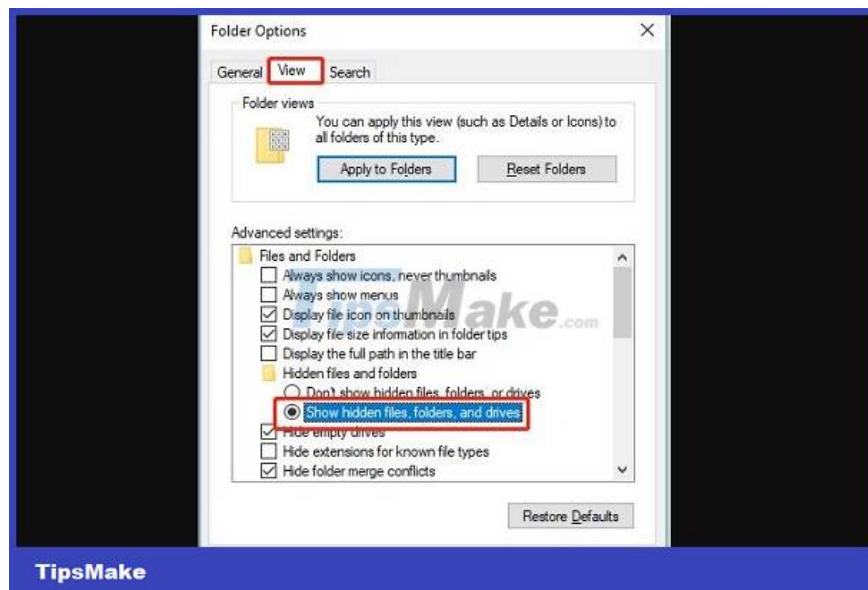 Folder Options
General View Search
Folder views
You can apply this view (such as Details or Icons) to
all folders of this type.
Apply to Folders Reset Folders
Advanced settings:
Files and Folders
Always show icons, never thumbnails
Always show menus
Display file icon on thumbnails
Display file size information in folder tips
Display the full path in the title bar
Hidden files and folders
Don't show hidden files, folders, or drives
Show hidden files, folders, and drives
Hide empty drives
Hide extensions for known file types
Hide folder merge conflicts
TipsMake.com
Restore Defaults
TipsMake